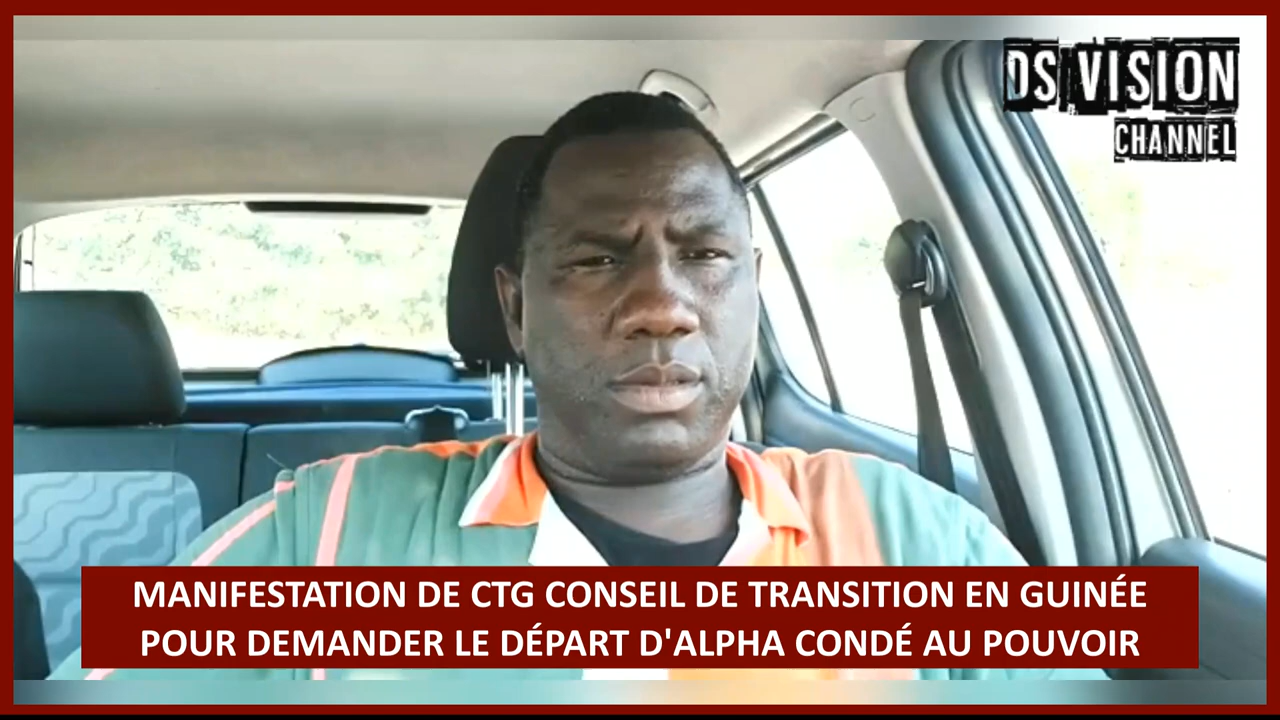 DS VISION
CHANNEL
MANIFESTATION DE CTG CONSEIL DE TRANSITION EN GUINÉE
POUR DEMANDER LE DÉPART D'ALPHA CONDÉ AU POUVOIR